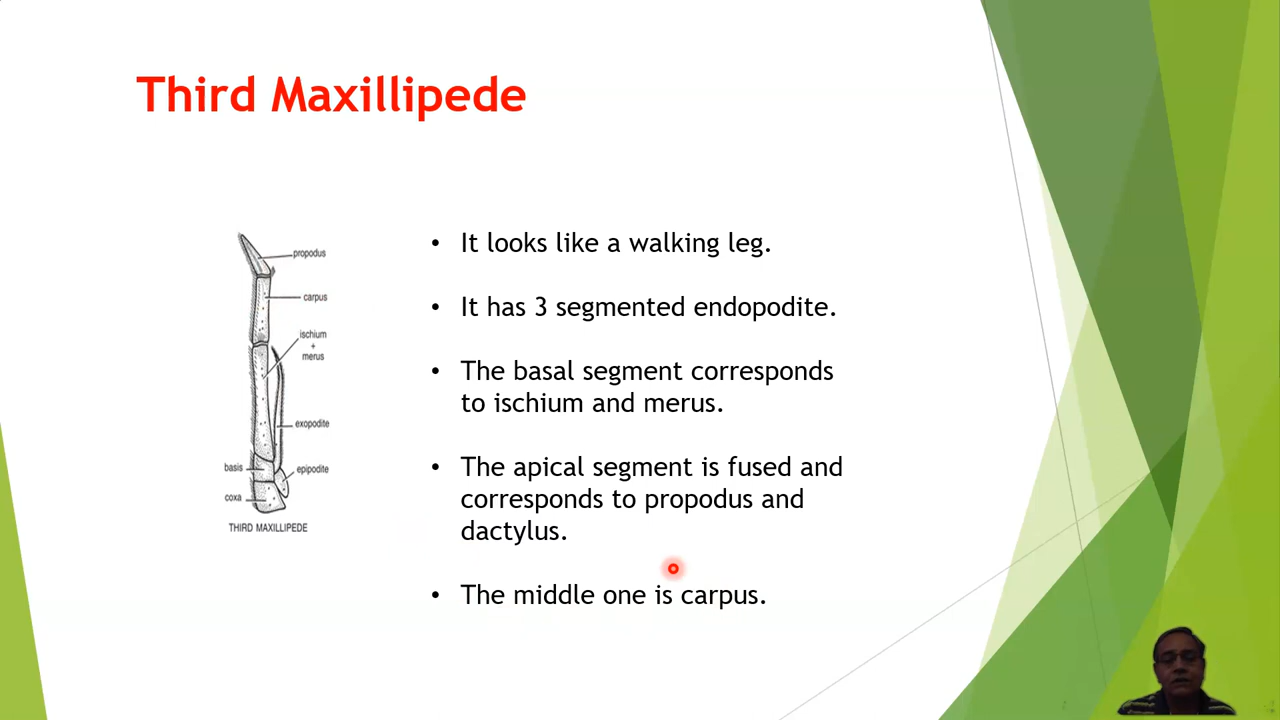 Third Maxillipede
propodus
carpus
ischium
+
merus
exopodite
basis
epipodite
coxa
THIRD MAXILLIPEDE
• It looks like a walking leg.
• It has 3 segmented endopodite.
• The basal segment corresponds
to ischium and merus.
• The apical segment is fused and
corresponds to propodus and
dactylus.
• The middle one is carpus.